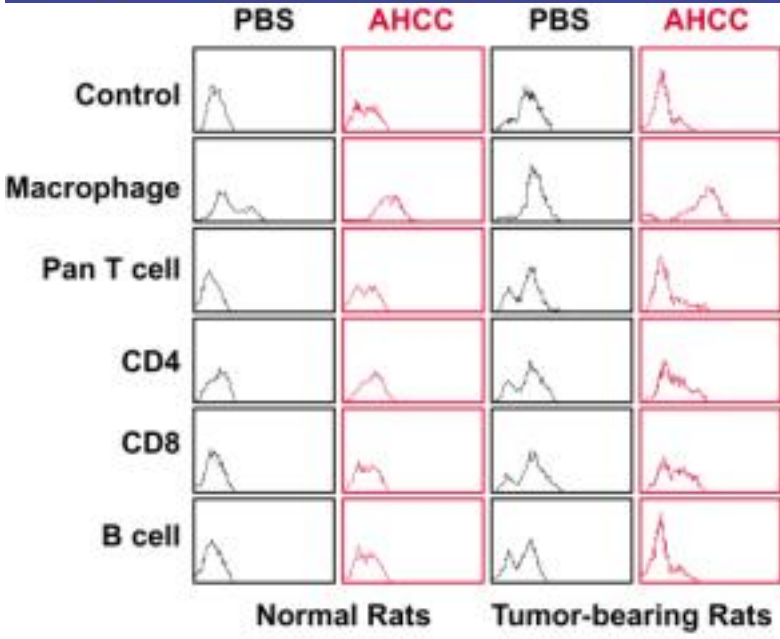 PBS AHCC PBS AHCC
Control
Macrophage
Pan T cell
CD4
CD8
B cell
Normal Rats Tumor-bearing Rats